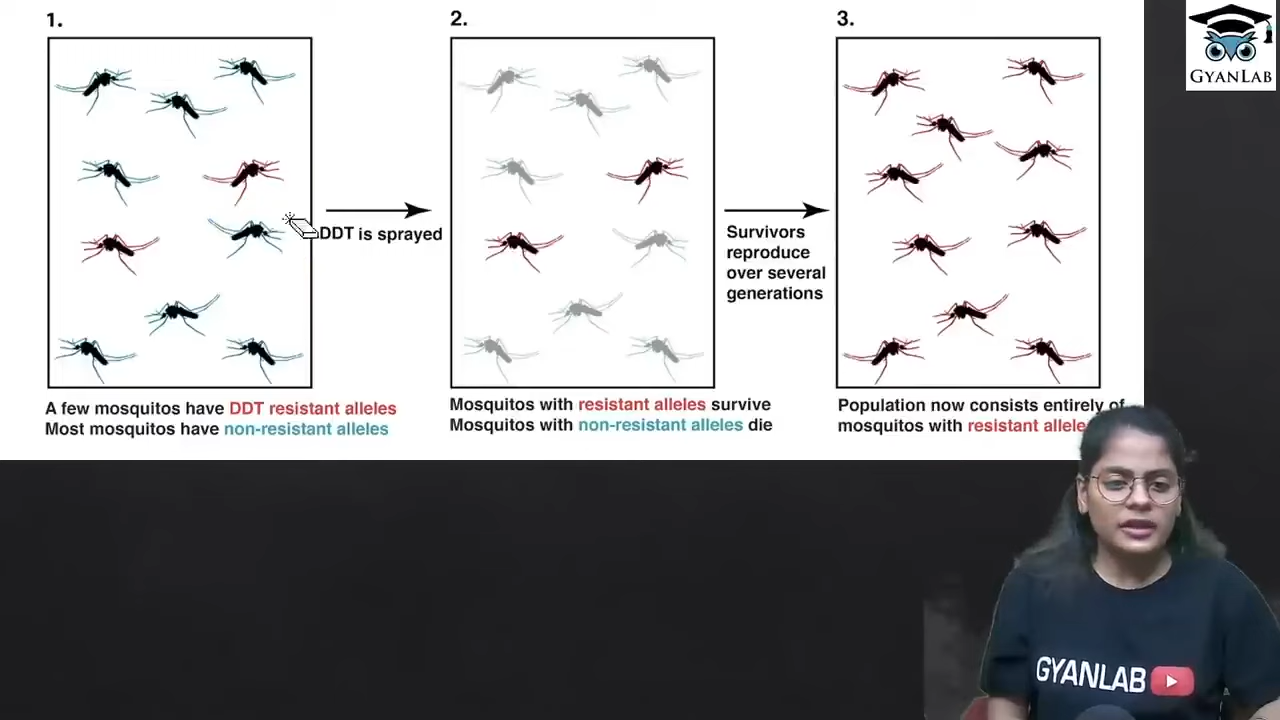 1.
2.
3.
GYANLAB
DDT is sprayed
Survivors
reproduce
over several
generations
A few mosquitos have DDT resistant alleles
Most mosquitos have non-resistant alleles
Mosquitos with resistant alleles survive
Mosquitos with non-resistant alleles die
Population now consists entirely of
mosquitos with resistant
GYANLAB